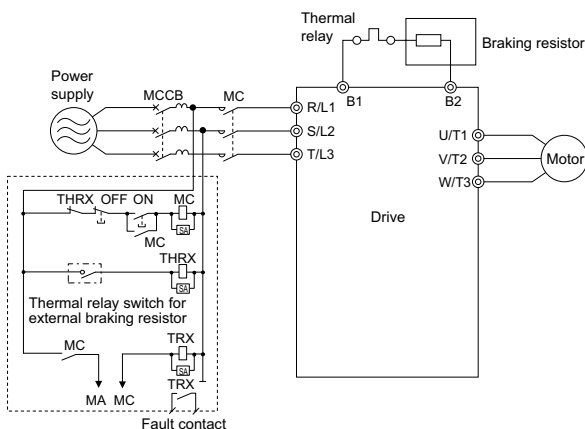 Thermal
relay
Braking resistor
Power
supply
MCCB
MC
B1
B2
R/L1
S/L2
T/L3
U/T1
V/T2
W/T3
Motor
Drive
THRX OFF ON
MC
SA
MC
THRX
SA
Thermal relay switch for
external braking resistor
MC
TRX
SA
MA MC
TRX
Fault contact